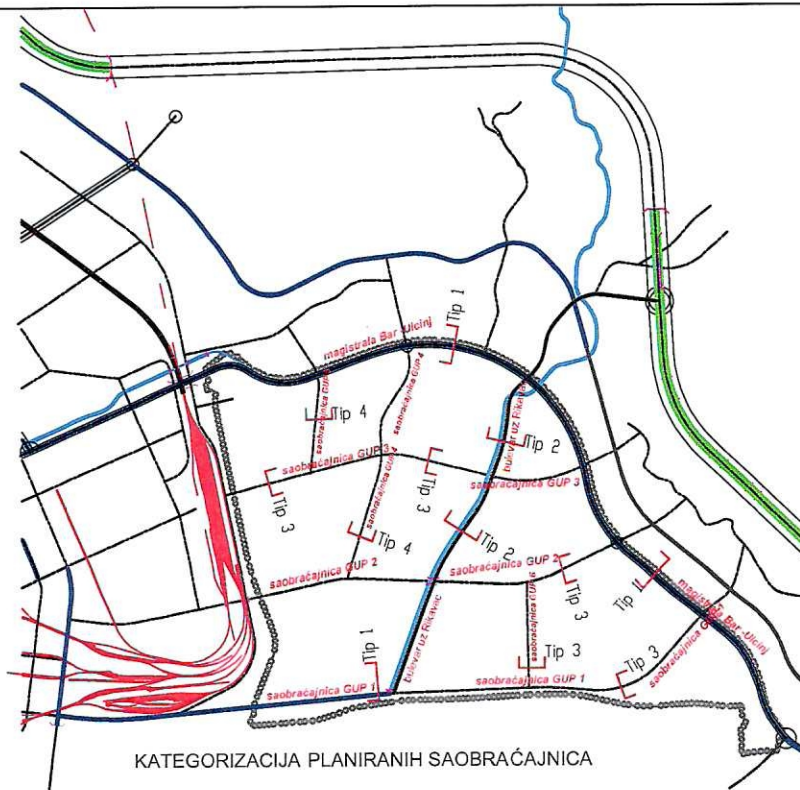 Tip 1
magistrala Bar -Ulcinj
saobraćajnica GUP 4
Tip 4
bulevar uz Rikavac
Tip 2
saobraćajnica GUP 3
Tip 3
Tip 3
saobraćajnica GUP 3
saobraćajnica GUP 4
Tip 4
Tip 2
saobraćajnica GUP 2
saobraćajnica GUP 2
Tip 3
Tip 1
magistrala Bar -Ulcinj
saobraćajnica
Tip 1
bulevar uz Rikavac
Tip 3
Tip 3
saobraćajnica GUP 1
saobraćajnica GUP 1
KATEGORIZACIJA PLANIRANIH SAOBRAĆAJNICA